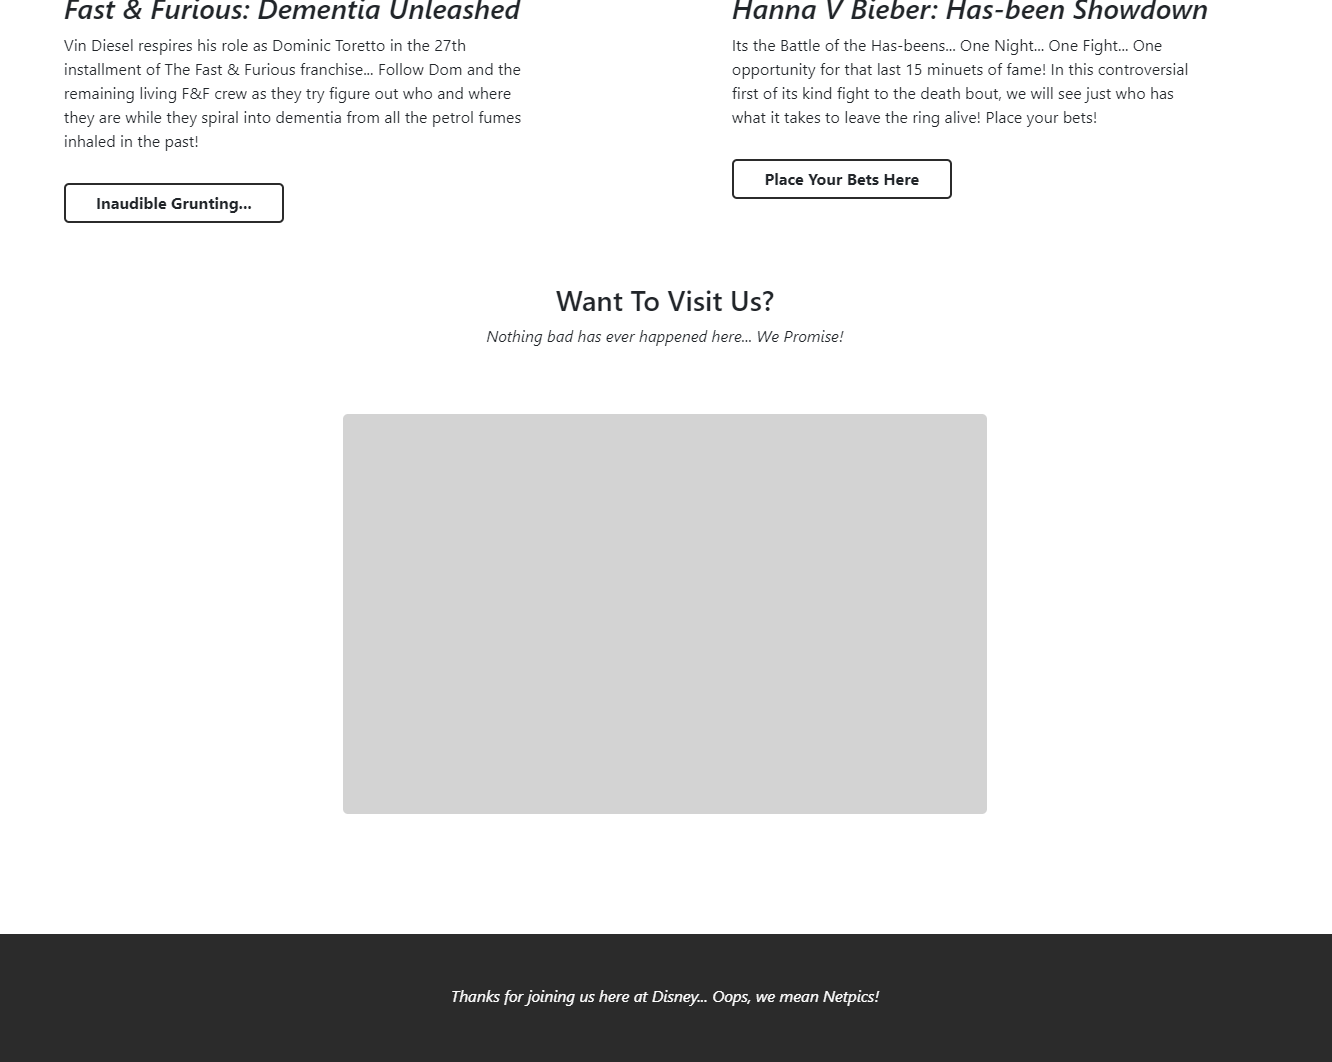 Fast & Furious: Dementia Unleashed
Vin Diesel respires his role as Dominic Toretto in the 27th
installment of The Fast & Furious franchise... Follow Dom and the
remaining living F&F crew as they try figure out who and where
they are while they spiral into dementia from all the petrol fumes
inhaled in the past!
Inaudible Grunting...
Hanna V Bieber: Has-been Showdown
Its the Battle of the Has-beens... One Night... One Fight... One
opportunity for that last 15 minuets of fame! In this controversial
first of its kind fight to the death bout, we will see just who has
what it takes to leave the ring alive! Place your bets!
Place Your Bets Here
Want To Visit Us?
Nothing bad has ever happened here... We Promise!
Thanks for joining us here at Disney... Oops, we mean Netpics!